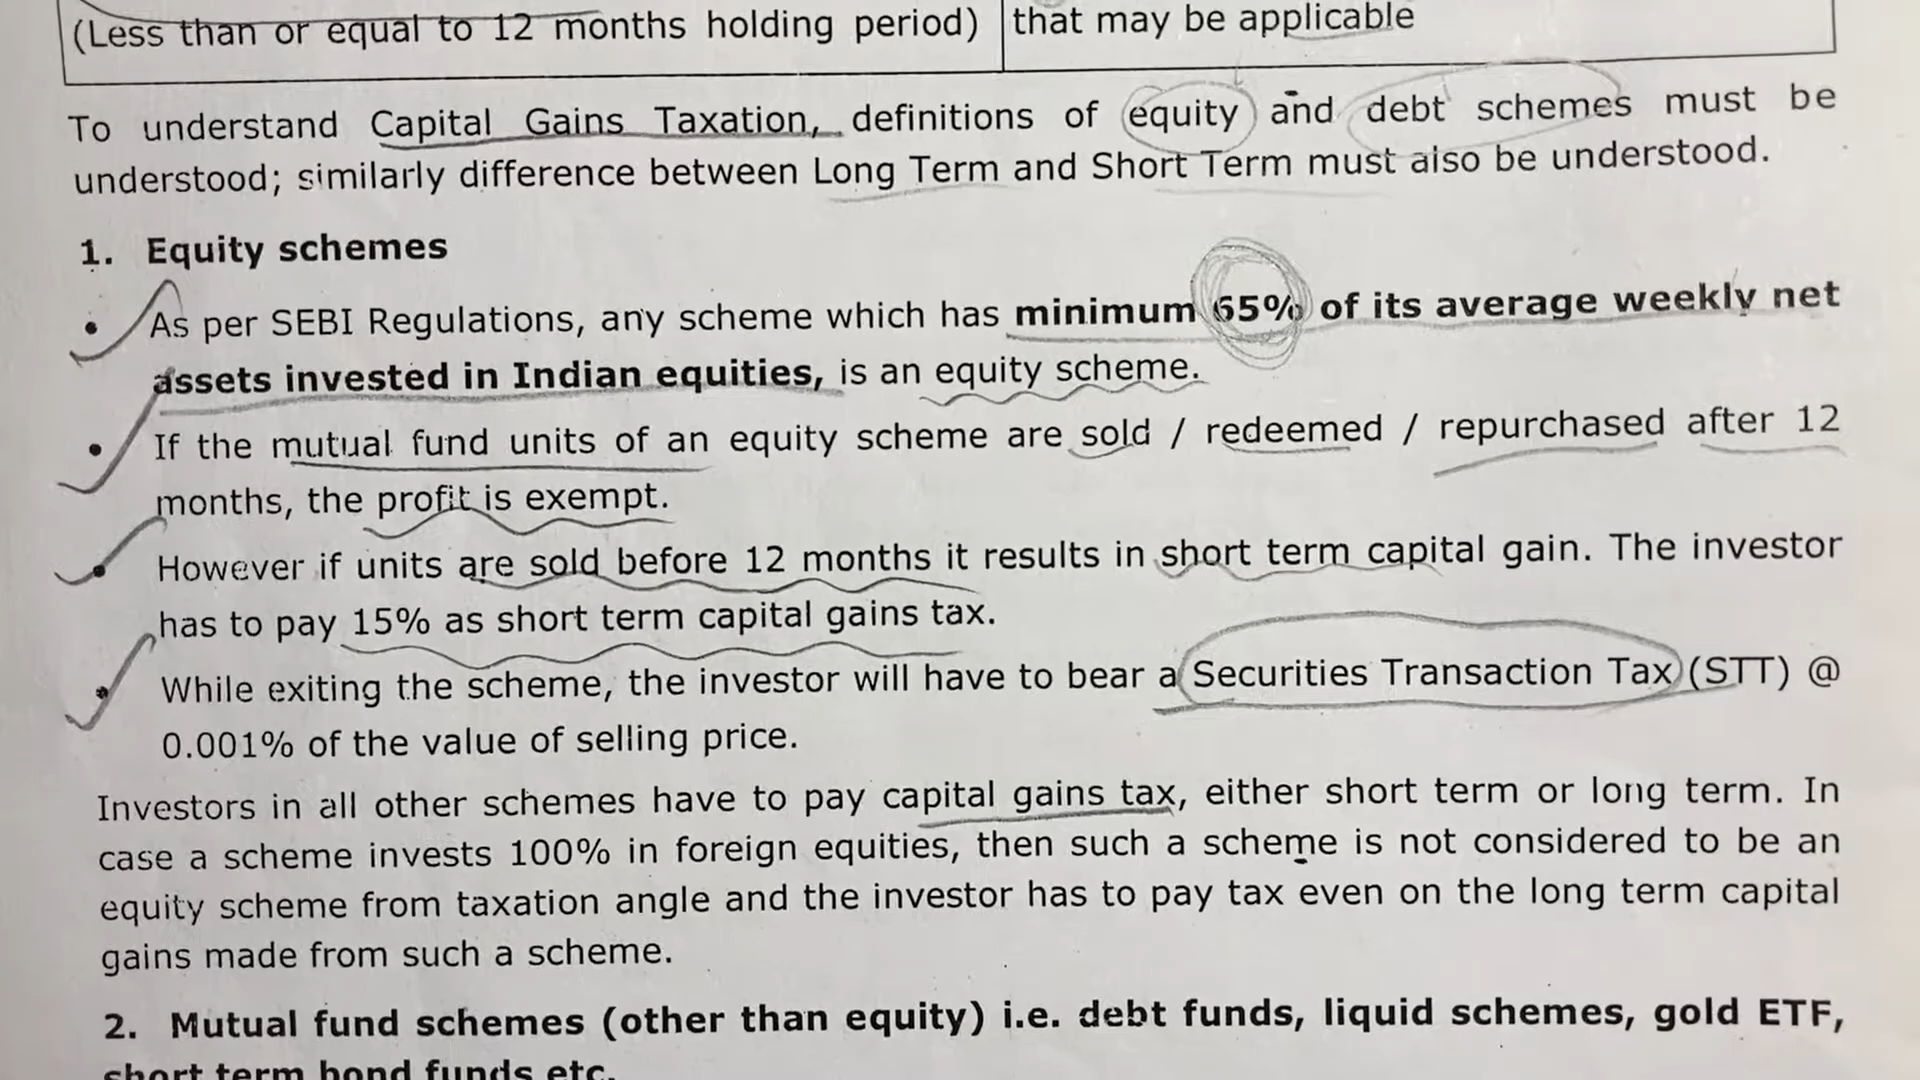 (Less than or equal to 12 months holding period) that may be applicable
To understand Capital Gains Taxation, definitions of equity and debt schemes must be
understood; similarly difference between Long Term and Short Term must also be understood.
1. Equity schemes
• As per SEBI Regulations, any scheme which has minimum 65% of its average weekly net
assets invested in Indian equities, is an equity scheme.
• If the mutual fund units of an equity scheme are sold / redeemed / repurchased after 12
months, the profit is exempt.
• However if units are sold before 12 months it results in short term capital gain. The investor
has to pay 15% as short term capital gains tax.
• While exiting the scheme, the investor will have to bear a Securities Transaction Tax (STT) @
0.001% of the value of selling price.
Investors in all other schemes have to pay capital gains tax, either short term or long term. In
case a scheme invests 100% in foreign equities, then such a scheme is not considered to be an
equity scheme from taxation angle and the investor has to pay tax even on the long term capital
gains made from such a scheme.
2. Mutual fund schemes (other than equity) i.e. debt funds, liquid schemes, gold ETF,
short term bond funds etc.